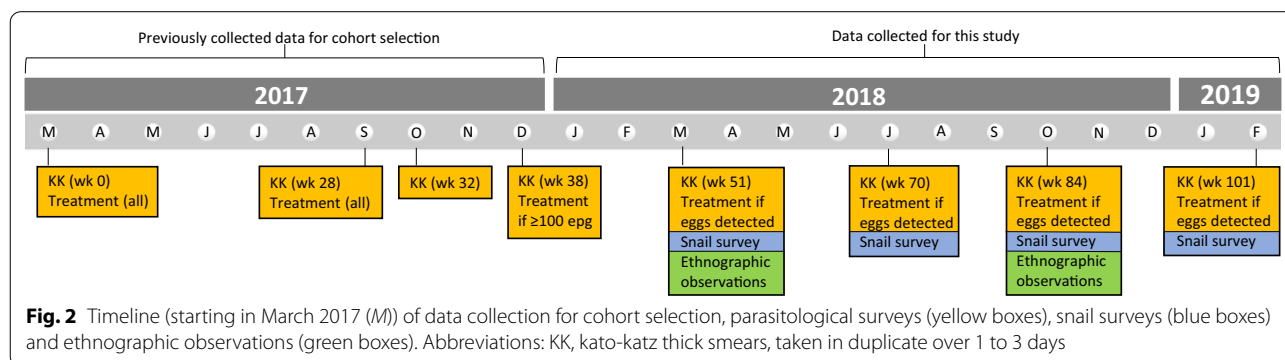 Previously collected data for cohort selection
Data collected for this study
2017
2018
2019
M A M J J A S O N D J F M A M J J A S O N D J F
KK (wk 0)
Treatment (all)
KK (wk 28)
Treatment (all)
KK (wk 32)
KK (wk 38)
Treatment
if ≥100 epg
KK (wk 51)
Treatment if
eggs detected
Snail survey
Ethnographic
observations
KK (wk 70)
Treatment if
eggs detected
Snail survey
KK (wk 84)
Treatment if
eggs detected
Snail survey
Ethnographic
observations
KK (wk 101)
Treatment if
eggs detected
Snail survey
Fig. 2 Timeline (starting in March 2017 (M)) of data collection for cohort selection, parasitological surveys (yellow boxes), snail surveys (blue boxes)
and ethnographic observations (green boxes). Abbreviations: KK, kato-katz thick smears, taken in duplicate over 1 to 3 days